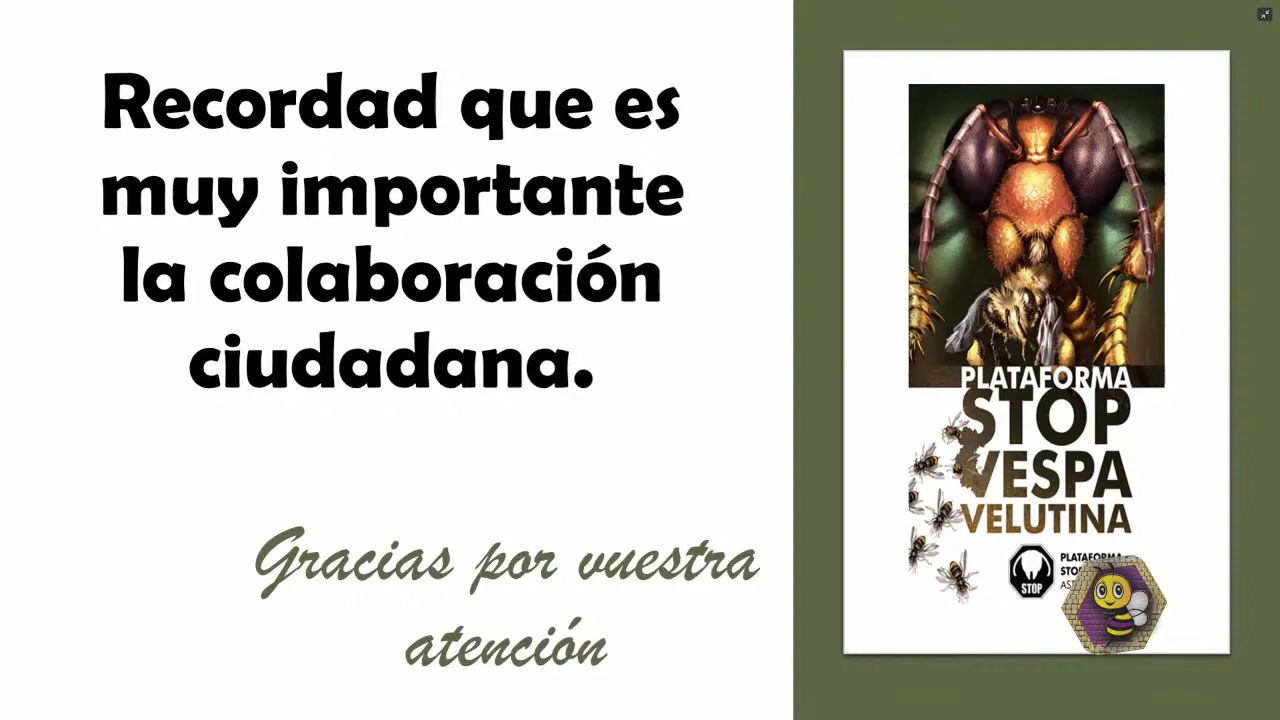 Recordad que es
muy importante
la colaboración
ciudadana.
Gracias por vuestra
atención
PLATAFORMA
STOP
VESPA
VELUTINA
STOP
PLATAFORMA